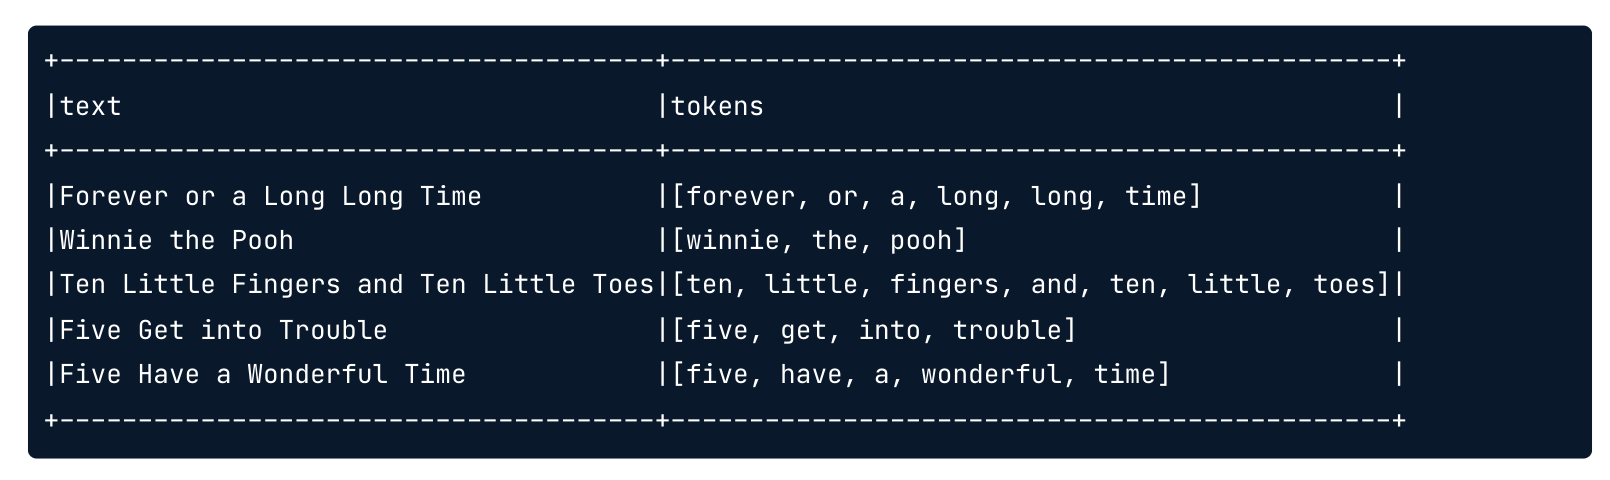 +--------------------------------------+----------------------------------------------+
|text                                  |tokens                                        |
+--------------------------------------+----------------------------------------------+
|Forever or a Long Long Time           |[forever, or, a, long, long, time]            |
|Winnie the Pooh                       |[winnie, the, pooh]                           |
|Ten Little Fingers and Ten Little Toes|[ten, little, fingers, and, ten, little, toes]|
|Five Get into Trouble                 |[five, get, into, trouble]                    |
|Five Have a Wonderful Time            |[five, have, a, wonderful, time]              |
+--------------------------------------+----------------------------------------------+